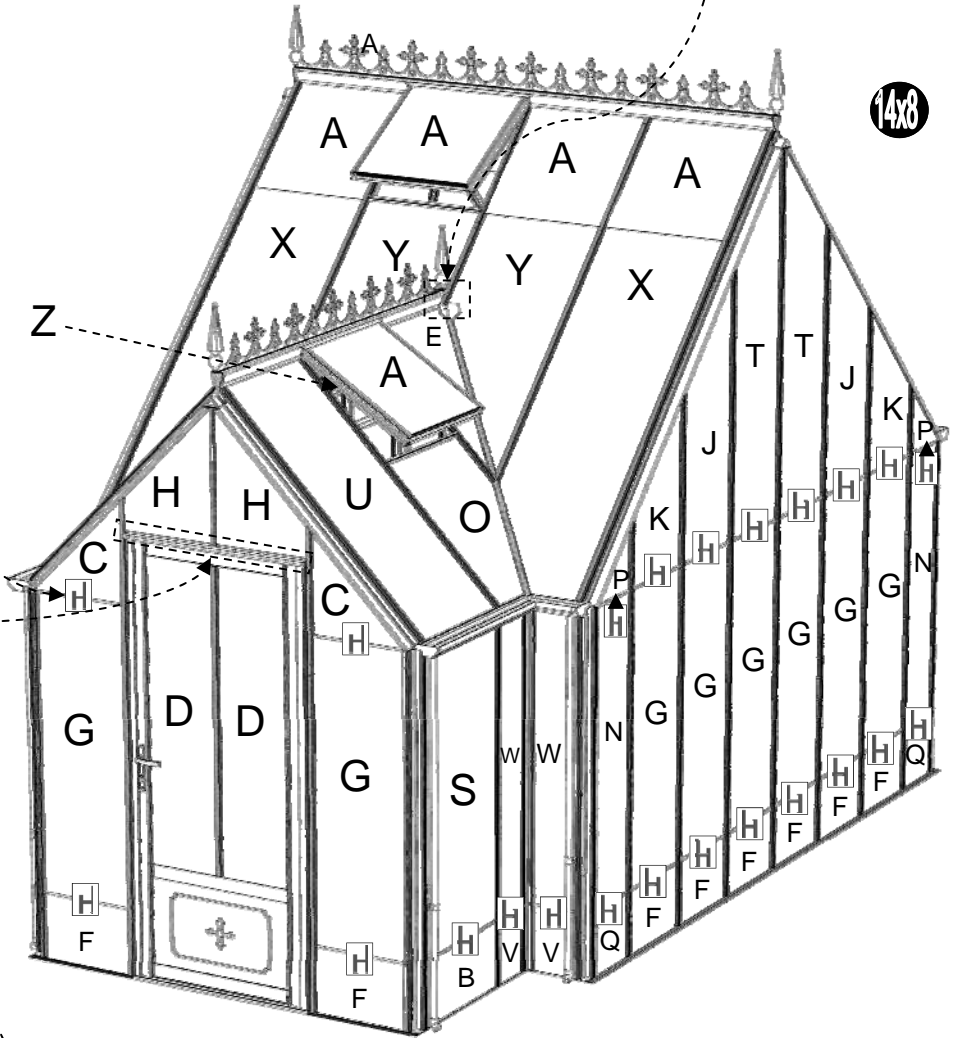 A
14x8
A A A A
X Y Y X
Z
E
A
T T
J J
K K
P P
H H U O
C C
H H H H H H H H H H
G D D G S W W
N G G G G G G N
H H H H H H H H H H H H H
F F B V V
Q F F F F F F Q